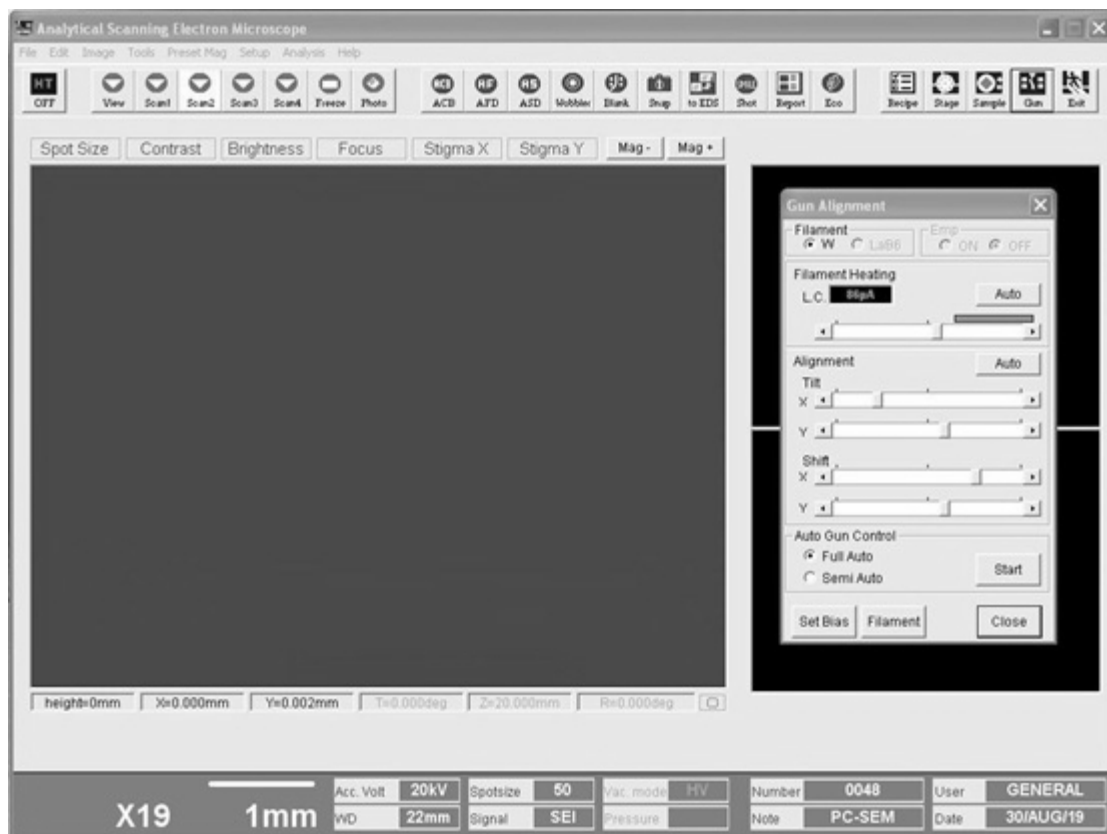 Analytical Scanning Electron Microscope
File Edit Image Tools Preset Mag Setup Analysis Help
HT OFF View Scan1 Scan2 Scan3 Scan4 Freeze Photo ACB AFD ASD Wobbler Blank Snap to EDS Shot Report Eco Recipe Stage Sample Gun Exit
Spot Size Contrast Brightness Focus Stigma X Stigma Y Mag - Mag +
Gun Alignment
Filament
W LaB6
Emp
ON OFF
Filament Heating
L.C. 86µA Auto
Alignment Auto
Tilt
X
Y
Shift
X
Y
Auto Gun Control
Full Auto
Semi Auto
Start
Set Bias Filament Close
height=0mm X=0.000mm Y=0.002mm T=0.000deg Z=20.000mm R=0.000deg
X19 1mm
Acc. Volt 20kV Spotsize 50 Vac. mode HV Number 0048 User GENERAL
WD 22mm Signal SEI Pressure Note PC-SEM Date 30/AUG/19